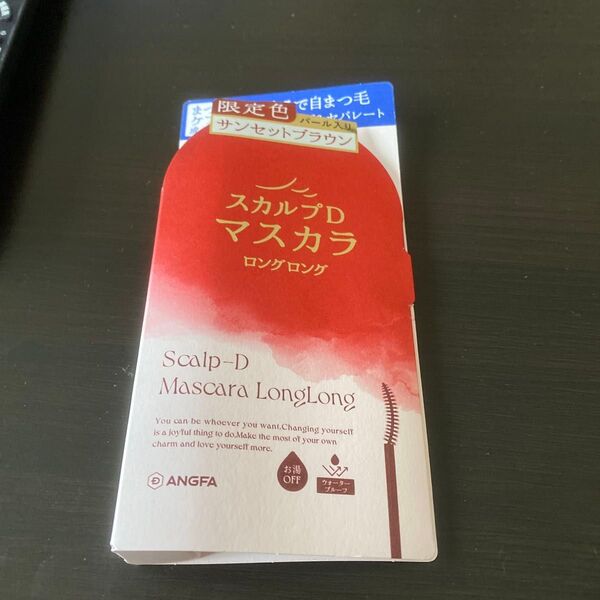 限定色
パール入り
サンセットブラウン
で自まつ毛
セパレート
スカルプD
マスカラ
ロングロング
Scalp-D
Mascara LongLong
You can be whoever you want.Changing yourself
is a joyful thing to do.Make the most of your own
charm and love yourself more.
ANGFA
お湯
OFF
ウォーター
プルーフ